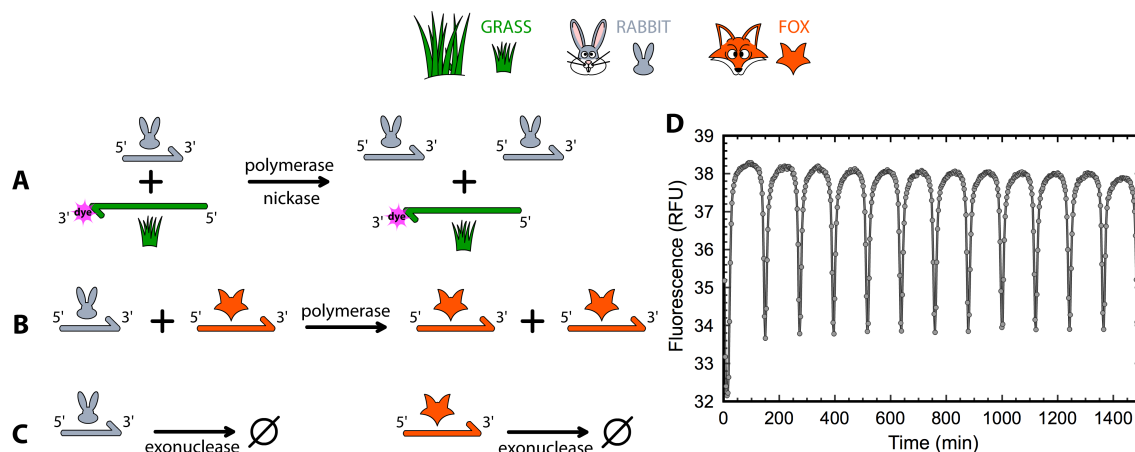 GRASS
RABBIT
FOX
A
5'
3'
dye
3'
5'
polymerase
nickase
5'
3'
5'
3'
dye
3'
5'
B
5'
3'
5'
3'
polymerase
5'
3'
5'
3'
C
5'
3'
exonuclease
5'
3'
exonuclease
D
39
38
37
36
35
34
33
32
Fluorescence (RFU)
0
200
400
600
800
1000
1200
1400
Time (min)